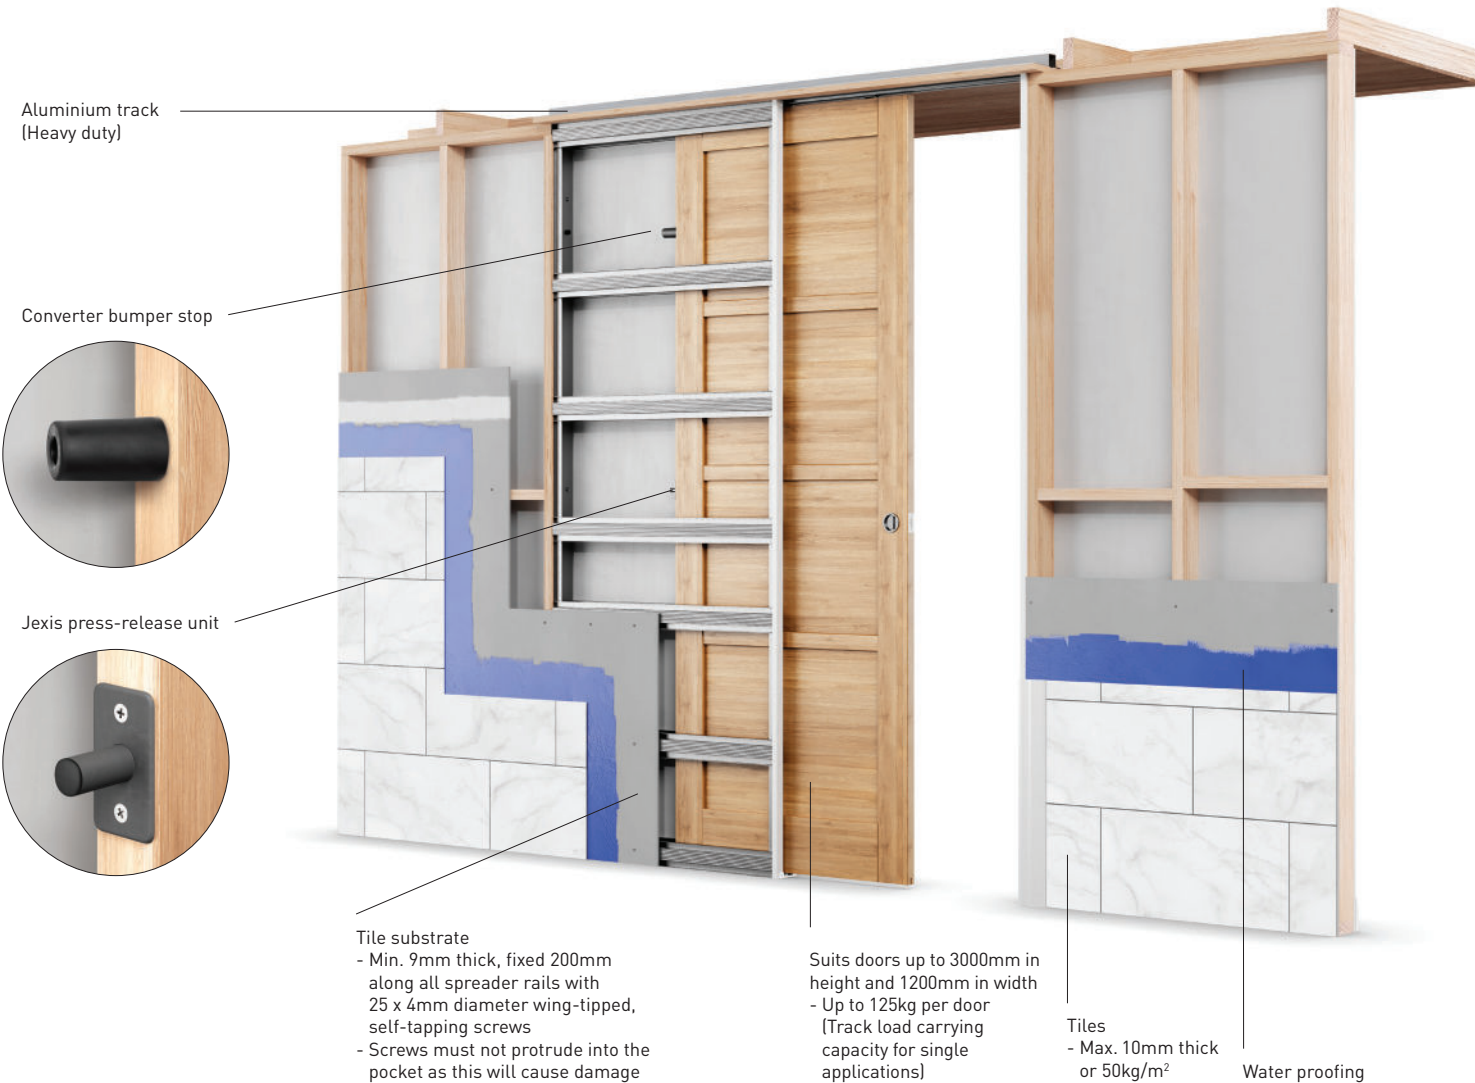 Aluminium track
(Heavy duty)
Converter bumper stop
Jexis press-release unit
Tile substrate
- Min. 9mm thick, fixed 200mm
along all spreader rails with
25 x 4mm diameter wing-tipped,
self-tapping screws
- Screws must not protrude into the
pocket as this will cause damage
Suits doors up to 3000mm in
height and 1200mm in width
- Up to 125kg per door
(Track load carrying
capacity for single
applications)
Tiles
- Max. 10mm thick
or 50kg/m²
Water proofing